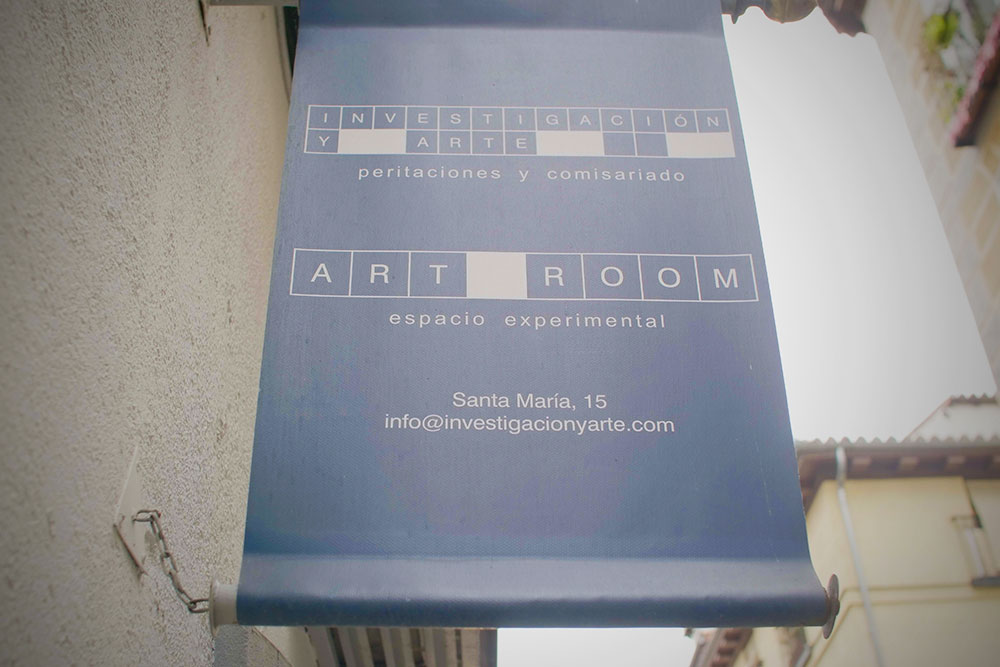 INVESTIGACIÓN
Y ARTE
peritaciones y comisariado
ART ROOM
espacio experimental
Santa María, 15
info@investigacionyarte.com